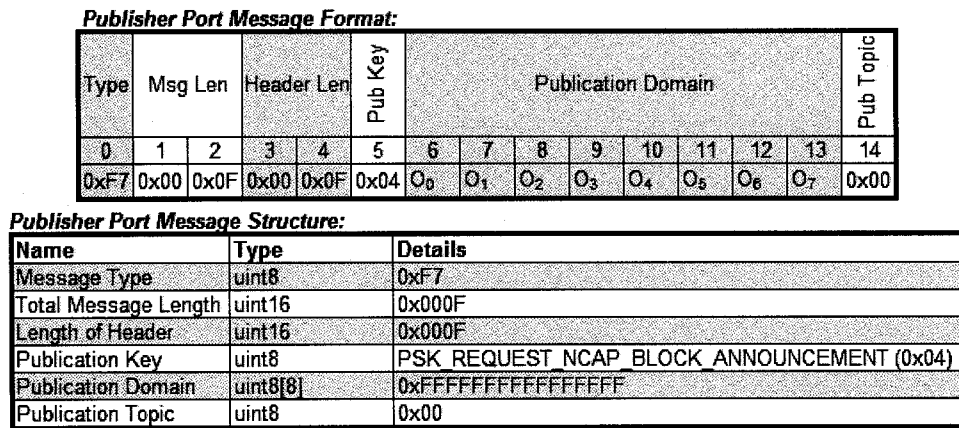 Publisher Port Message Format:
Type Msg Len Header Len Pub Key Publication Domain Pub Topic
0 1 2 3 4 5 6 7 8 9 10 11 12 13 14
0xF7 0x00 0x0F 0x00 0x0F 0x04 O₀ O₁ O₂ O₃ O₄ O₅ O₆ O₇ 0x00
Publisher Port Message Structure:
Name Type Details
Message Type uint8 0xF7
Total Message Length uint16 0x000F
Length of Header uint16 0x000F
Publication Key uint8 PSK_REQUEST_NCAP_BLOCK_ANNOUNCEMENT (0x04)
Publication Domain uint8[8] 0xFFFFFFFFFFFFFFFF
Publication Topic uint8 0x00